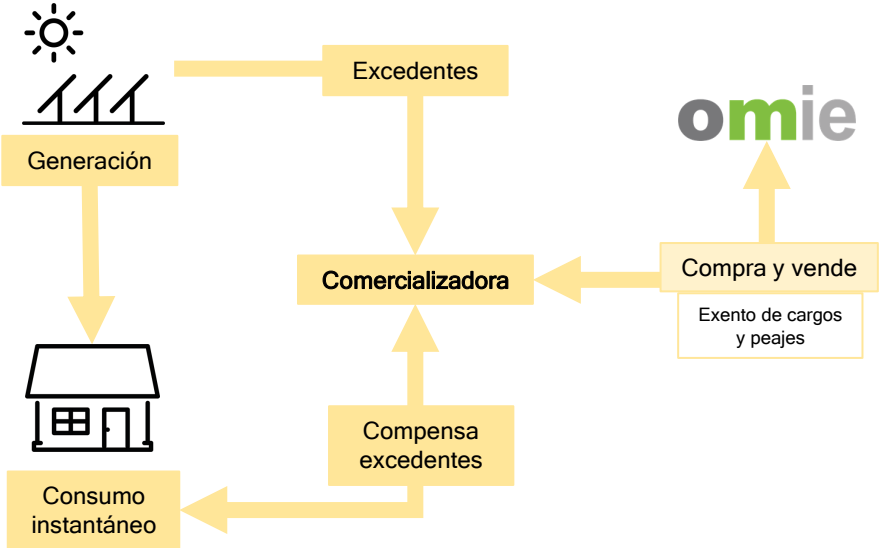 Excedentes
omie
Generación
Compra y vende
Comercializadora
Exento de cargos
y peajes
Compensa
excedentes
Consumo
instantáneo